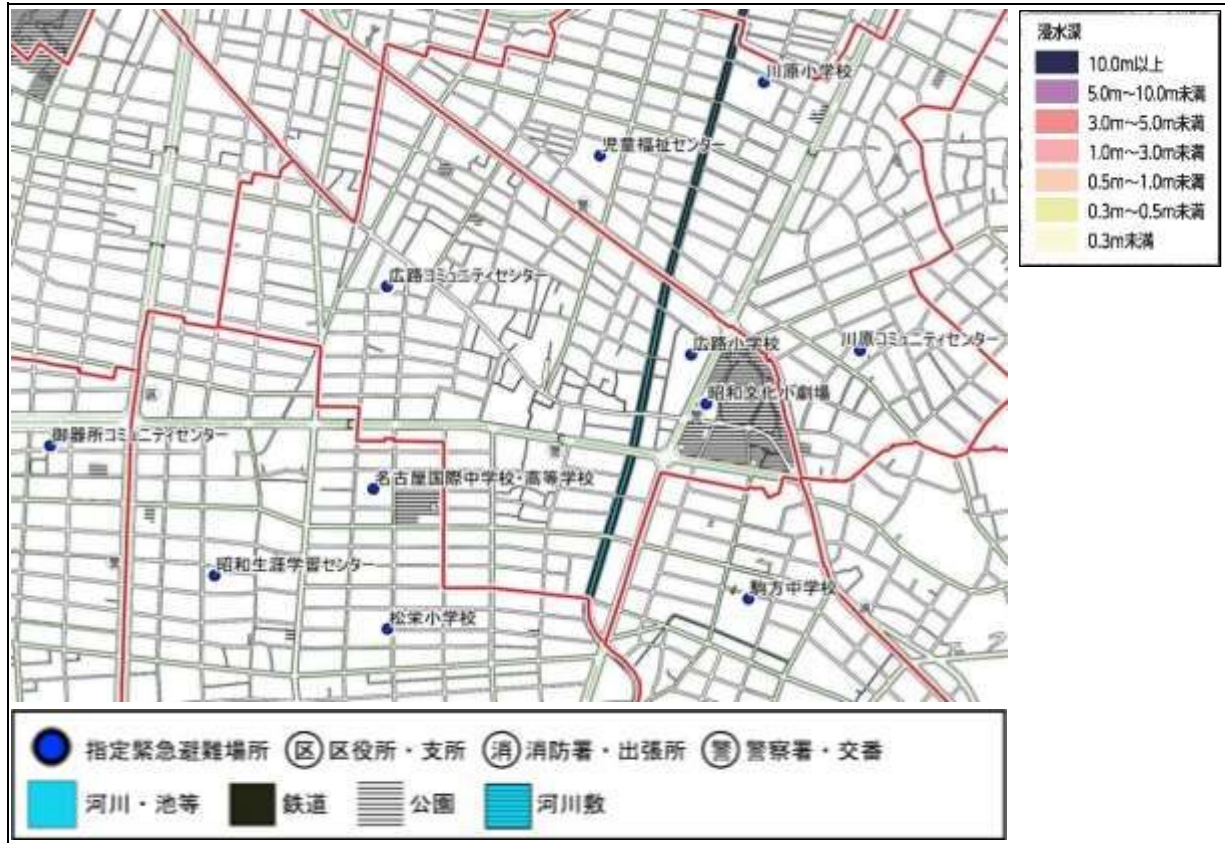 川原小学校
児童福祉センター
広路コミュニティセンター
広路小学校
川原コミュニティセンター
昭和文化小劇場
区
御器所コミュニティセンター
名古屋国際中学校・高等学校
昭和生涯学習センター
駒方中学校
松栄小学校
浸水深
10.0m以上
5.0m～10.0m未満
3.0m～5.0m未満
1.0m～3.0m未満
0.5m～1.0m未満
0.3m～0.5m未満
0.3m未満
指定緊急避難場所 区 区役所・支所 消 消防署・出張所 警 警察署・交番
河川・池等 鉄道 公園 河川敷